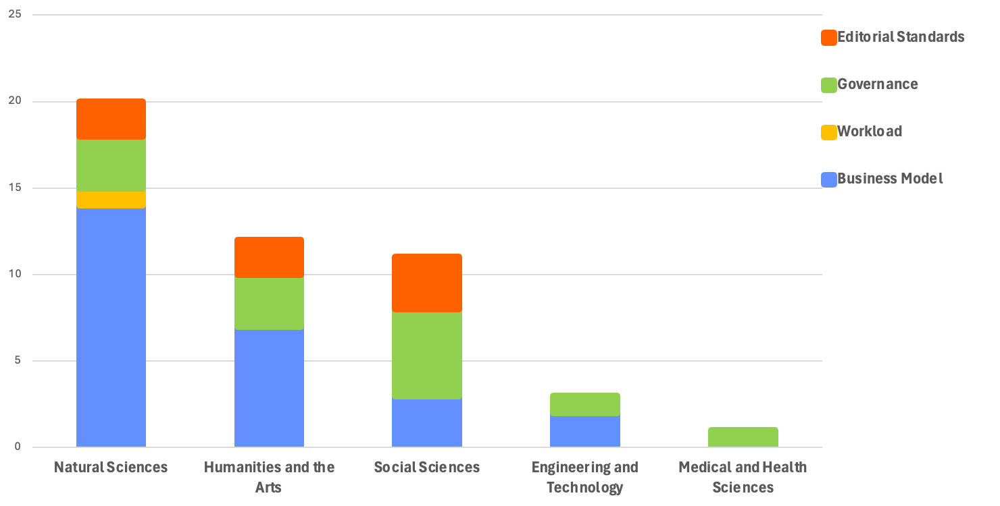 25
20
15
10
5
0
Natural Sciences
Humanities and the
Arts
Social Sciences
Engineering and
Technology
Medical and Health
Sciences
Editorial Standards
Governance
Workload
Business Model